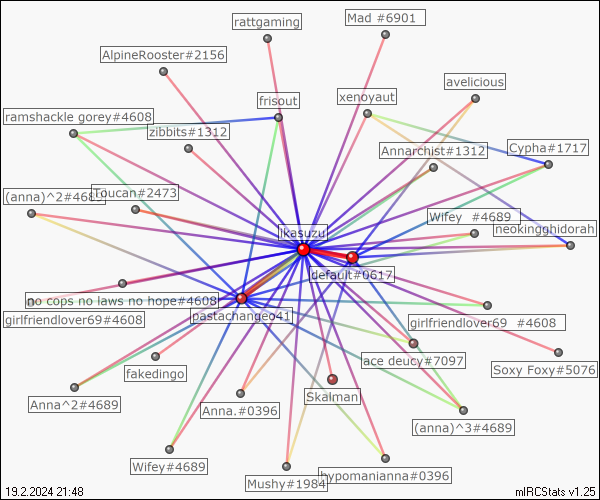 rattgaming
Mad #6901
AlpineRooster#2156
avelicious
frisout
xenoyaut
ramshackle gorey#4608
zibbits#1312
Annarchist#1312
Cypha#1717
(anna)^2#4689
Toucan#2473
Wifey #4689
neokingghidorah
ikasuzu
default#0617
no cops no laws no hope#4608
pastachangeo41
girlfriendlover69#4608
girlfriendlover69 #4608
ace deucy#7097
Soxy Foxy#5076
fakedingo
Skalman
Anna^2#4689
Anna.#0396
(anna)^3#4689
Wifey#4689
Mushy#1984
hypomanianna#0396
19.2.2024 21:48
mIRCStats v1.25